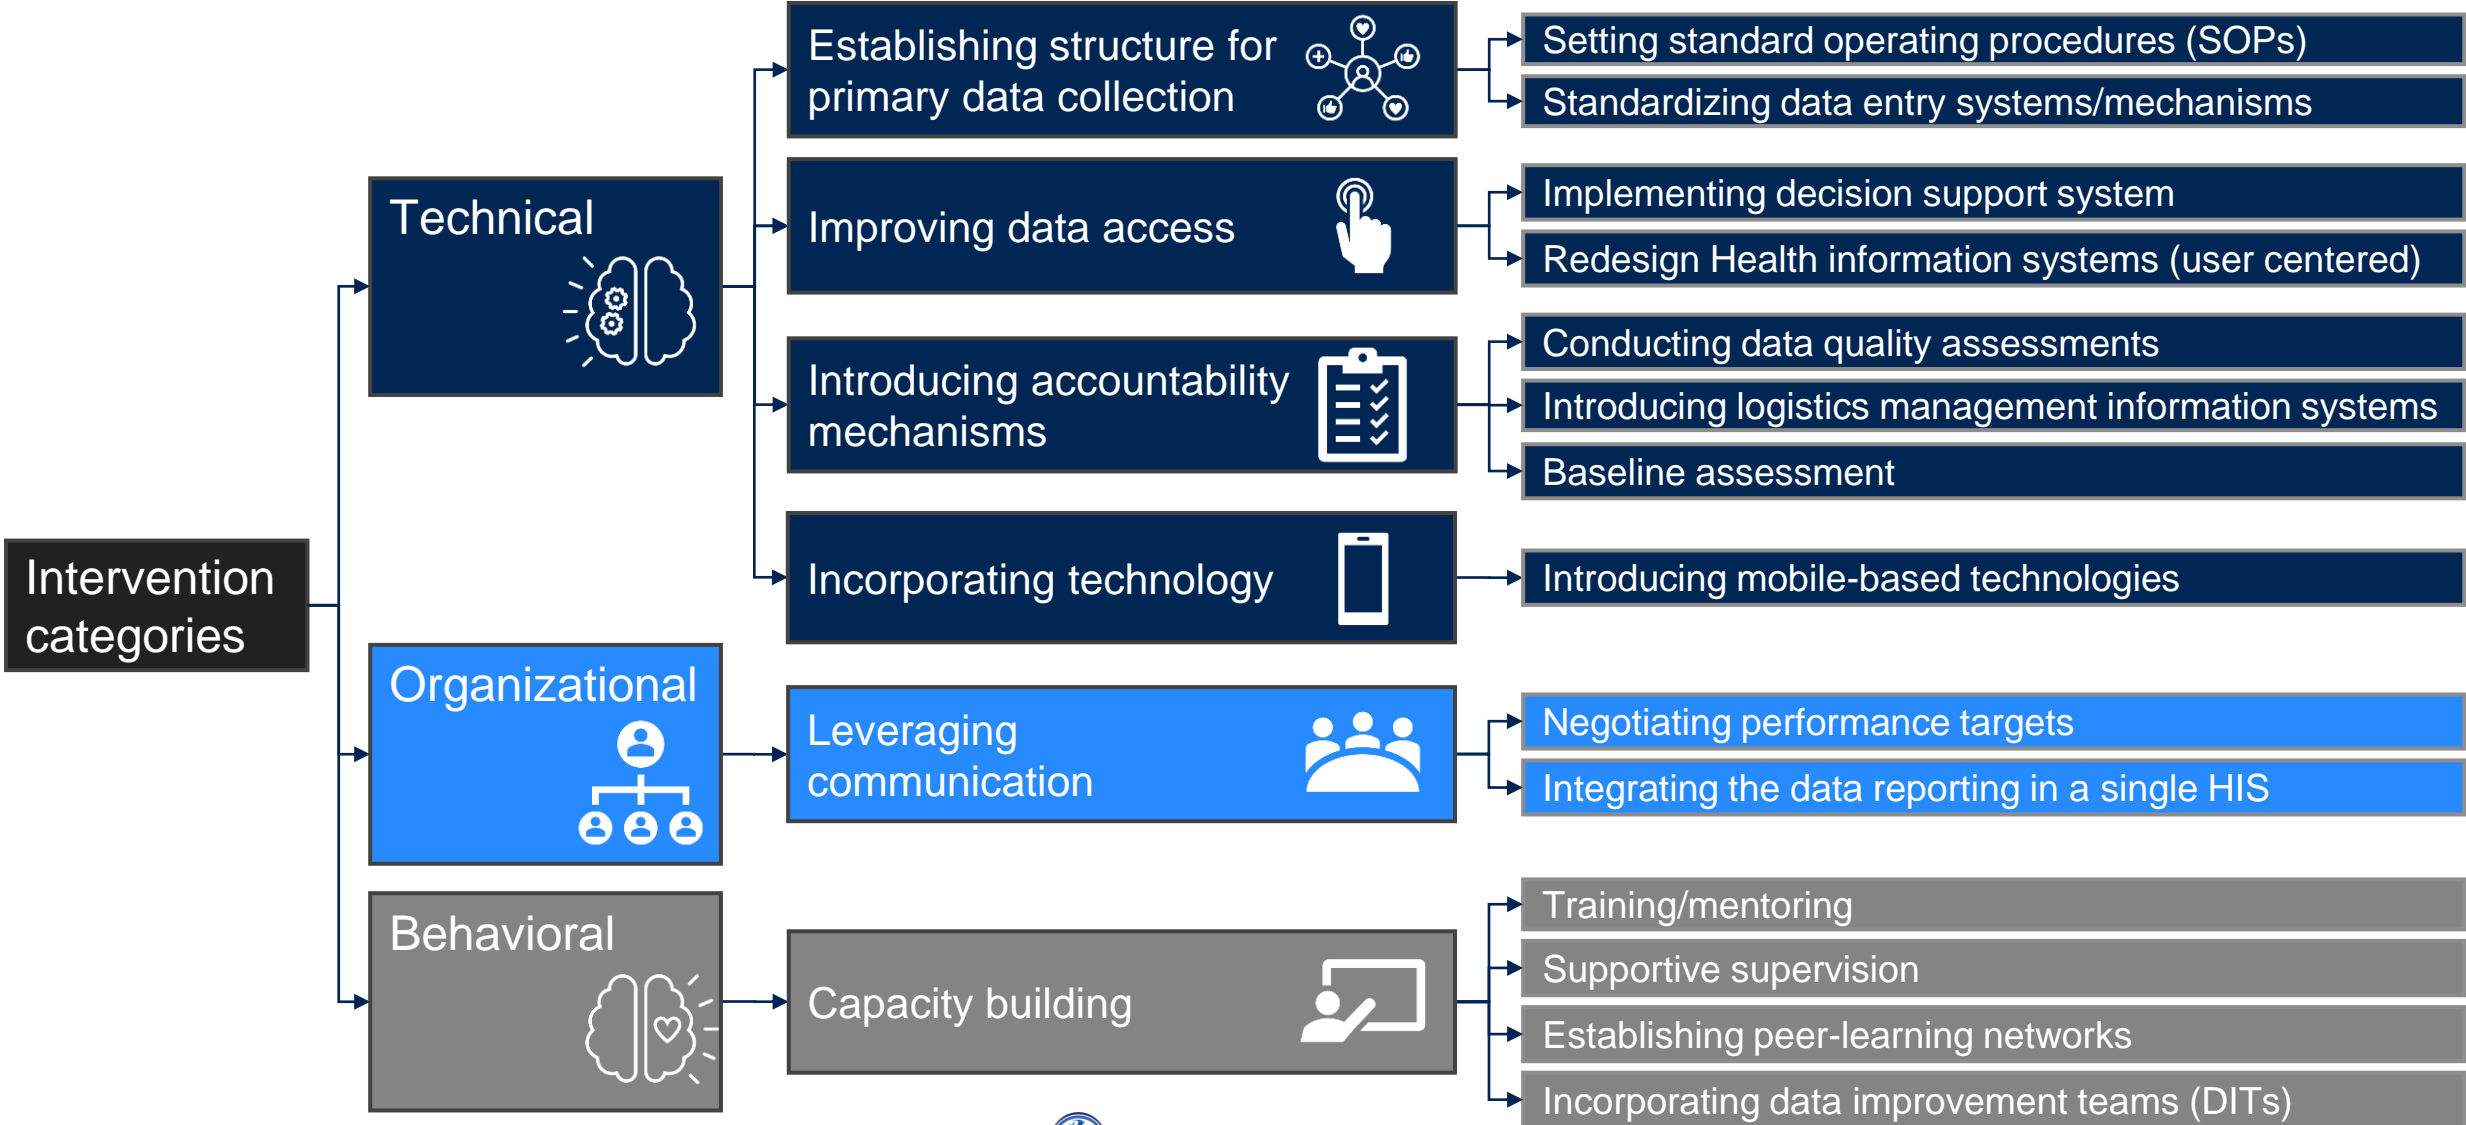 Intervention
categories
Technical
Establishing structure for
primary data collection
Setting standard operating procedures (SOPs)
Standardizing data entry systems/mechanisms
Improving data access
Implementing decision support system
Redesign Health information systems (user centered)
Introducing accountability
mechanisms
Conducting data quality assessments
Introducing logistics management information systems
Baseline assessment
Incorporating technology
Introducing mobile-based technologies
Organizational
Leveraging
communication
Negotiating performance targets
Integrating the data reporting in a single HIS
Behavioral
Capacity building
Training/mentoring
Supportive supervision
Establishing peer-learning networks
Incorporating data improvement teams (DITs)